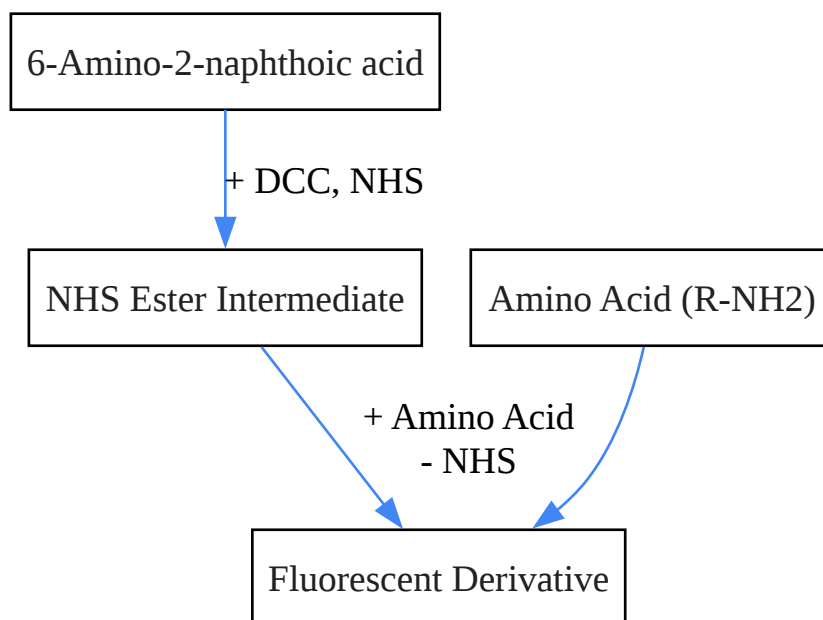 6-Amino-2-naphthoic acid
+ DCC, NHS
NHS Ester Intermediate
Amino Acid (R-NH2)
+ Amino Acid
- NHS
Fluorescent Derivative